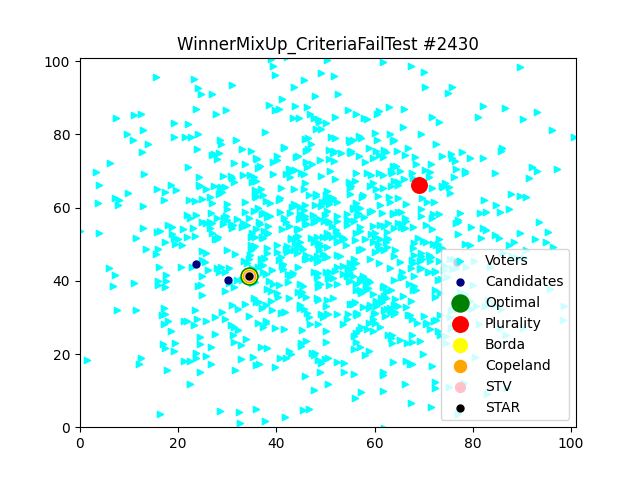 WinnerMixUp_CriteriaFailTest #2430
100
80
60
40
20
0
0
20
40
60
80
100
Voters
Candidates
Optimal
Plurality
Borda
Copeland
STV
STAR